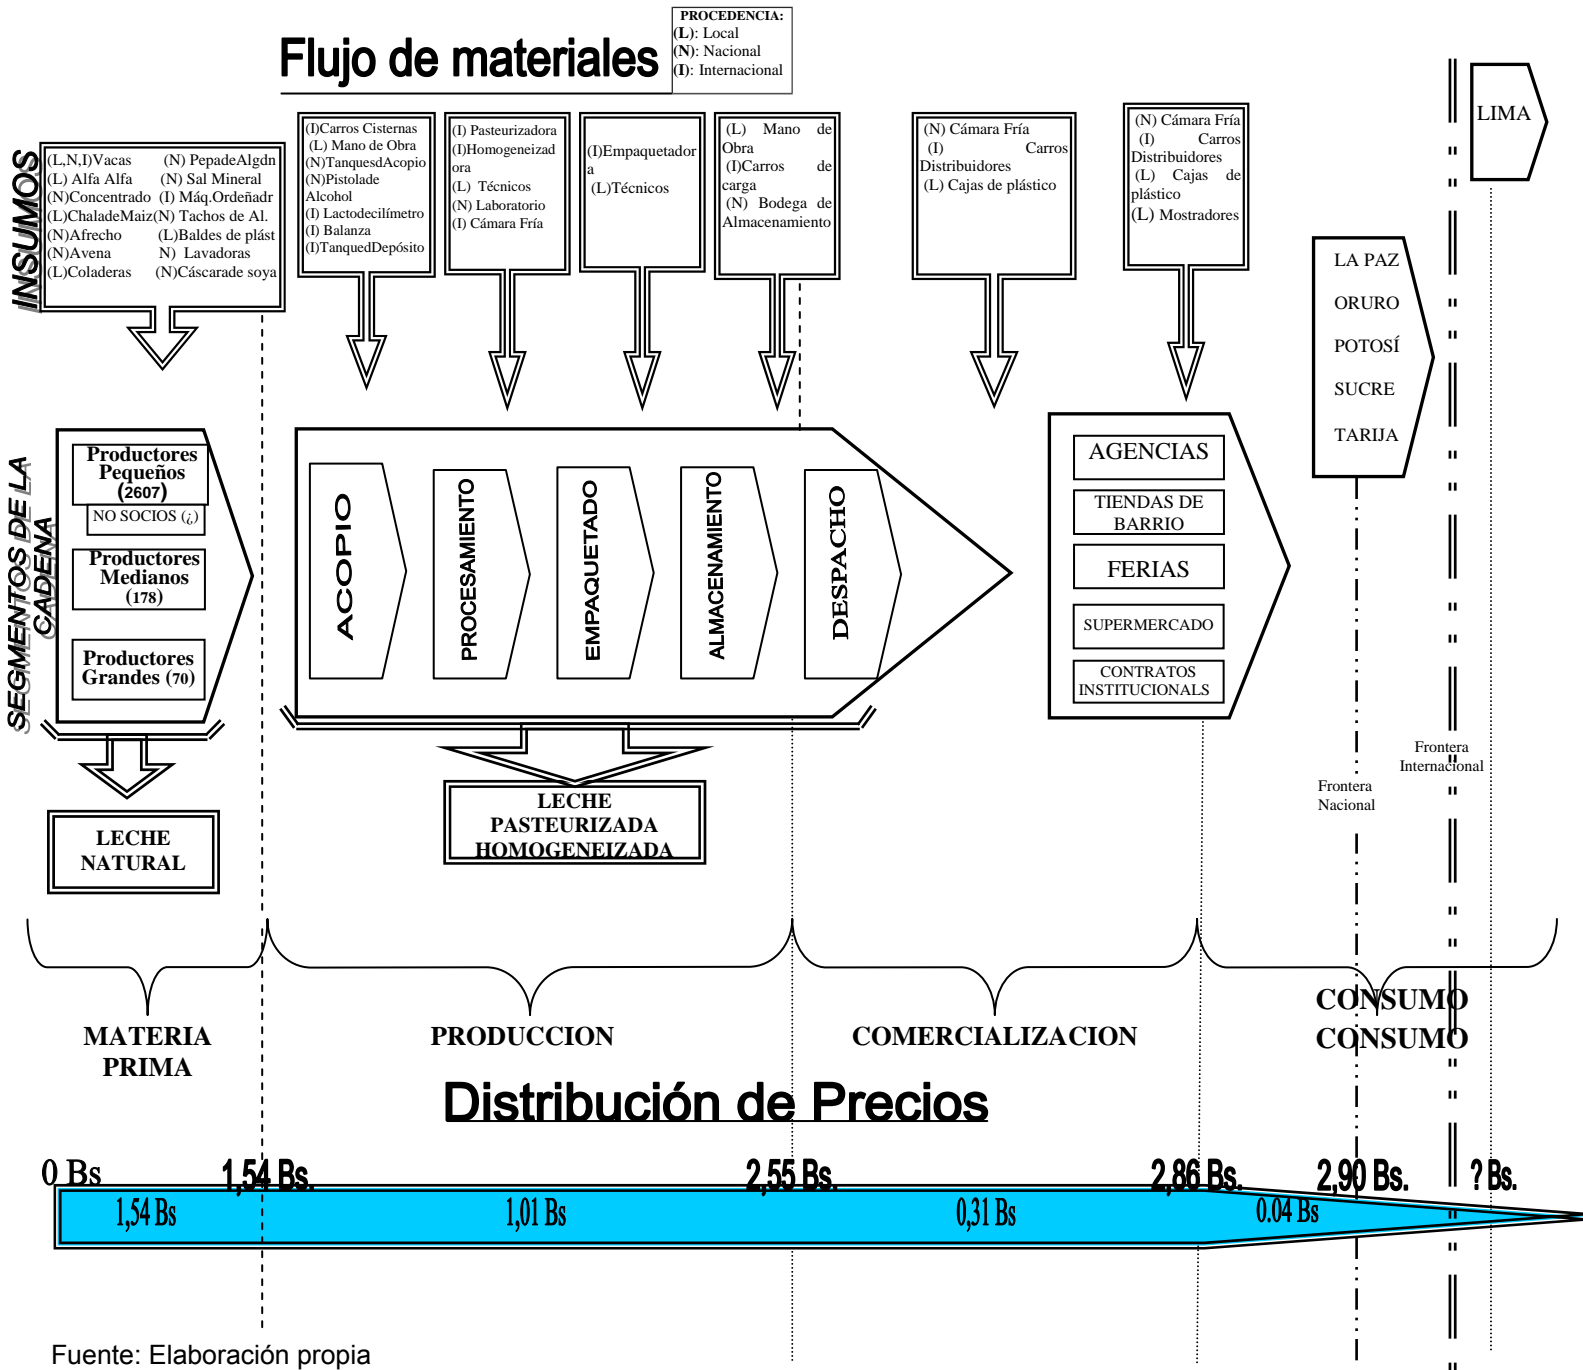 Flujo de materiales
PROCEDENCIA:
(L): Local
(N): Nacional
(I): Internacional
INSUMOS
(L,N,I)Vacas (N) PepadeAlgdn
(L) Alfa Alfa (N) Sal Mineral
(N)Concentrado (I) Máq.Ordeñadr
(L)ChaladeMaiz(N) Tachos de Al.
(N)Afrecho (L)Baldes de plást
(N)Avena N) Lavadoras
(L)Coladeras (N)Cáscarade soya
(I)Carros Cisternas
(L) Mano de Obra
(N)TanquesdAcopio
(N)Pistolade
Alcohol
(I) Lactodecilímetro
(I) Balanza
(I)TanquedDepósito
(I) Pasteurizadora
(I)Homogeneizad
ora
(L) Técnicos
(N) Laboratorio
(I) Cámara Fría
(I)Empaquetador
a
(L)Técnicos
(L) Mano de
Obra
(I)Carros de
carga
(N) Bodega de
Almacenamiento
(N) Cámara Fría
(I) Carros
Distribuidores
(L) Cajas de plástico
(N) Cámara Fría
(I) Carros
Distribuidores
(L) Cajas de
plástico
(L) Mostradores
LIMA
LA PAZ
ORURO
POTOSÍ
SUCRE
TARIJA
SEGMENTOS DE LA
CADENA
Productores
Pequeños
(2607)
NO SOCIOS (¿)
Productores
Medianos
(178)
Productores
Grandes (70)
ACOPIO
PROCESAMIENTO
EMPAQUETADO
ALMACENAMIENTO
DESPACHO
AGENCIAS
TIENDAS DE
BARRIO
FERIAS
SUPERMERCADO
CONTRATOS
INSTITUCIONALS
Frontera
Internacional
Frontera
Nacional
LECHE
NATURAL
LECHE
PASTEURIZADA
HOMOGENEIZADA
MATERIA
PRIMA
PRODUCCION
COMERCIALIZACION
CONSUMO
CONSUMO
Distribución de Precios
0 Bs 1,54 Bs. 2,55 Bs. 2,86 Bs. 2,90 Bs. ? Bs.
1,54 Bs 1,01 Bs 0,31 Bs 0.04 Bs
Fuente: Elaboración propia